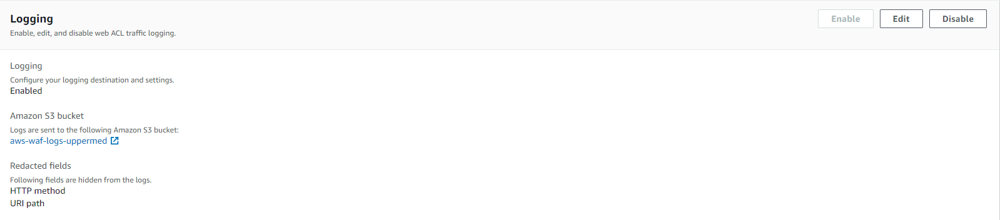 Logging
Enable, edit, and disable web ACL traffic logging.
Enable
Edit
Disable
Logging
Configure your logging destination and settings.
Enabled
Amazon S3 bucket
Logs are sent to the following Amazon S3 bucket:
aws-waf-logs-uppermed
Redacted fields
Following fields are hidden from the logs.
HTTP method
URI path